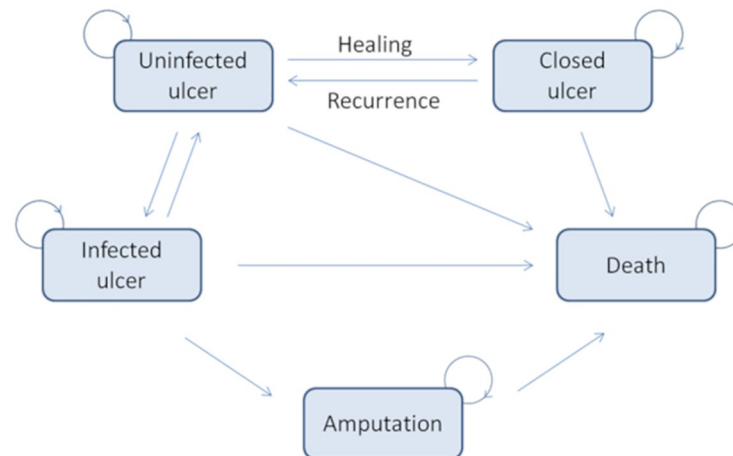 Uninfected
ulcer
Healing
Recurrence
Closed
ulcer
Infected
ulcer
Death
Amputation